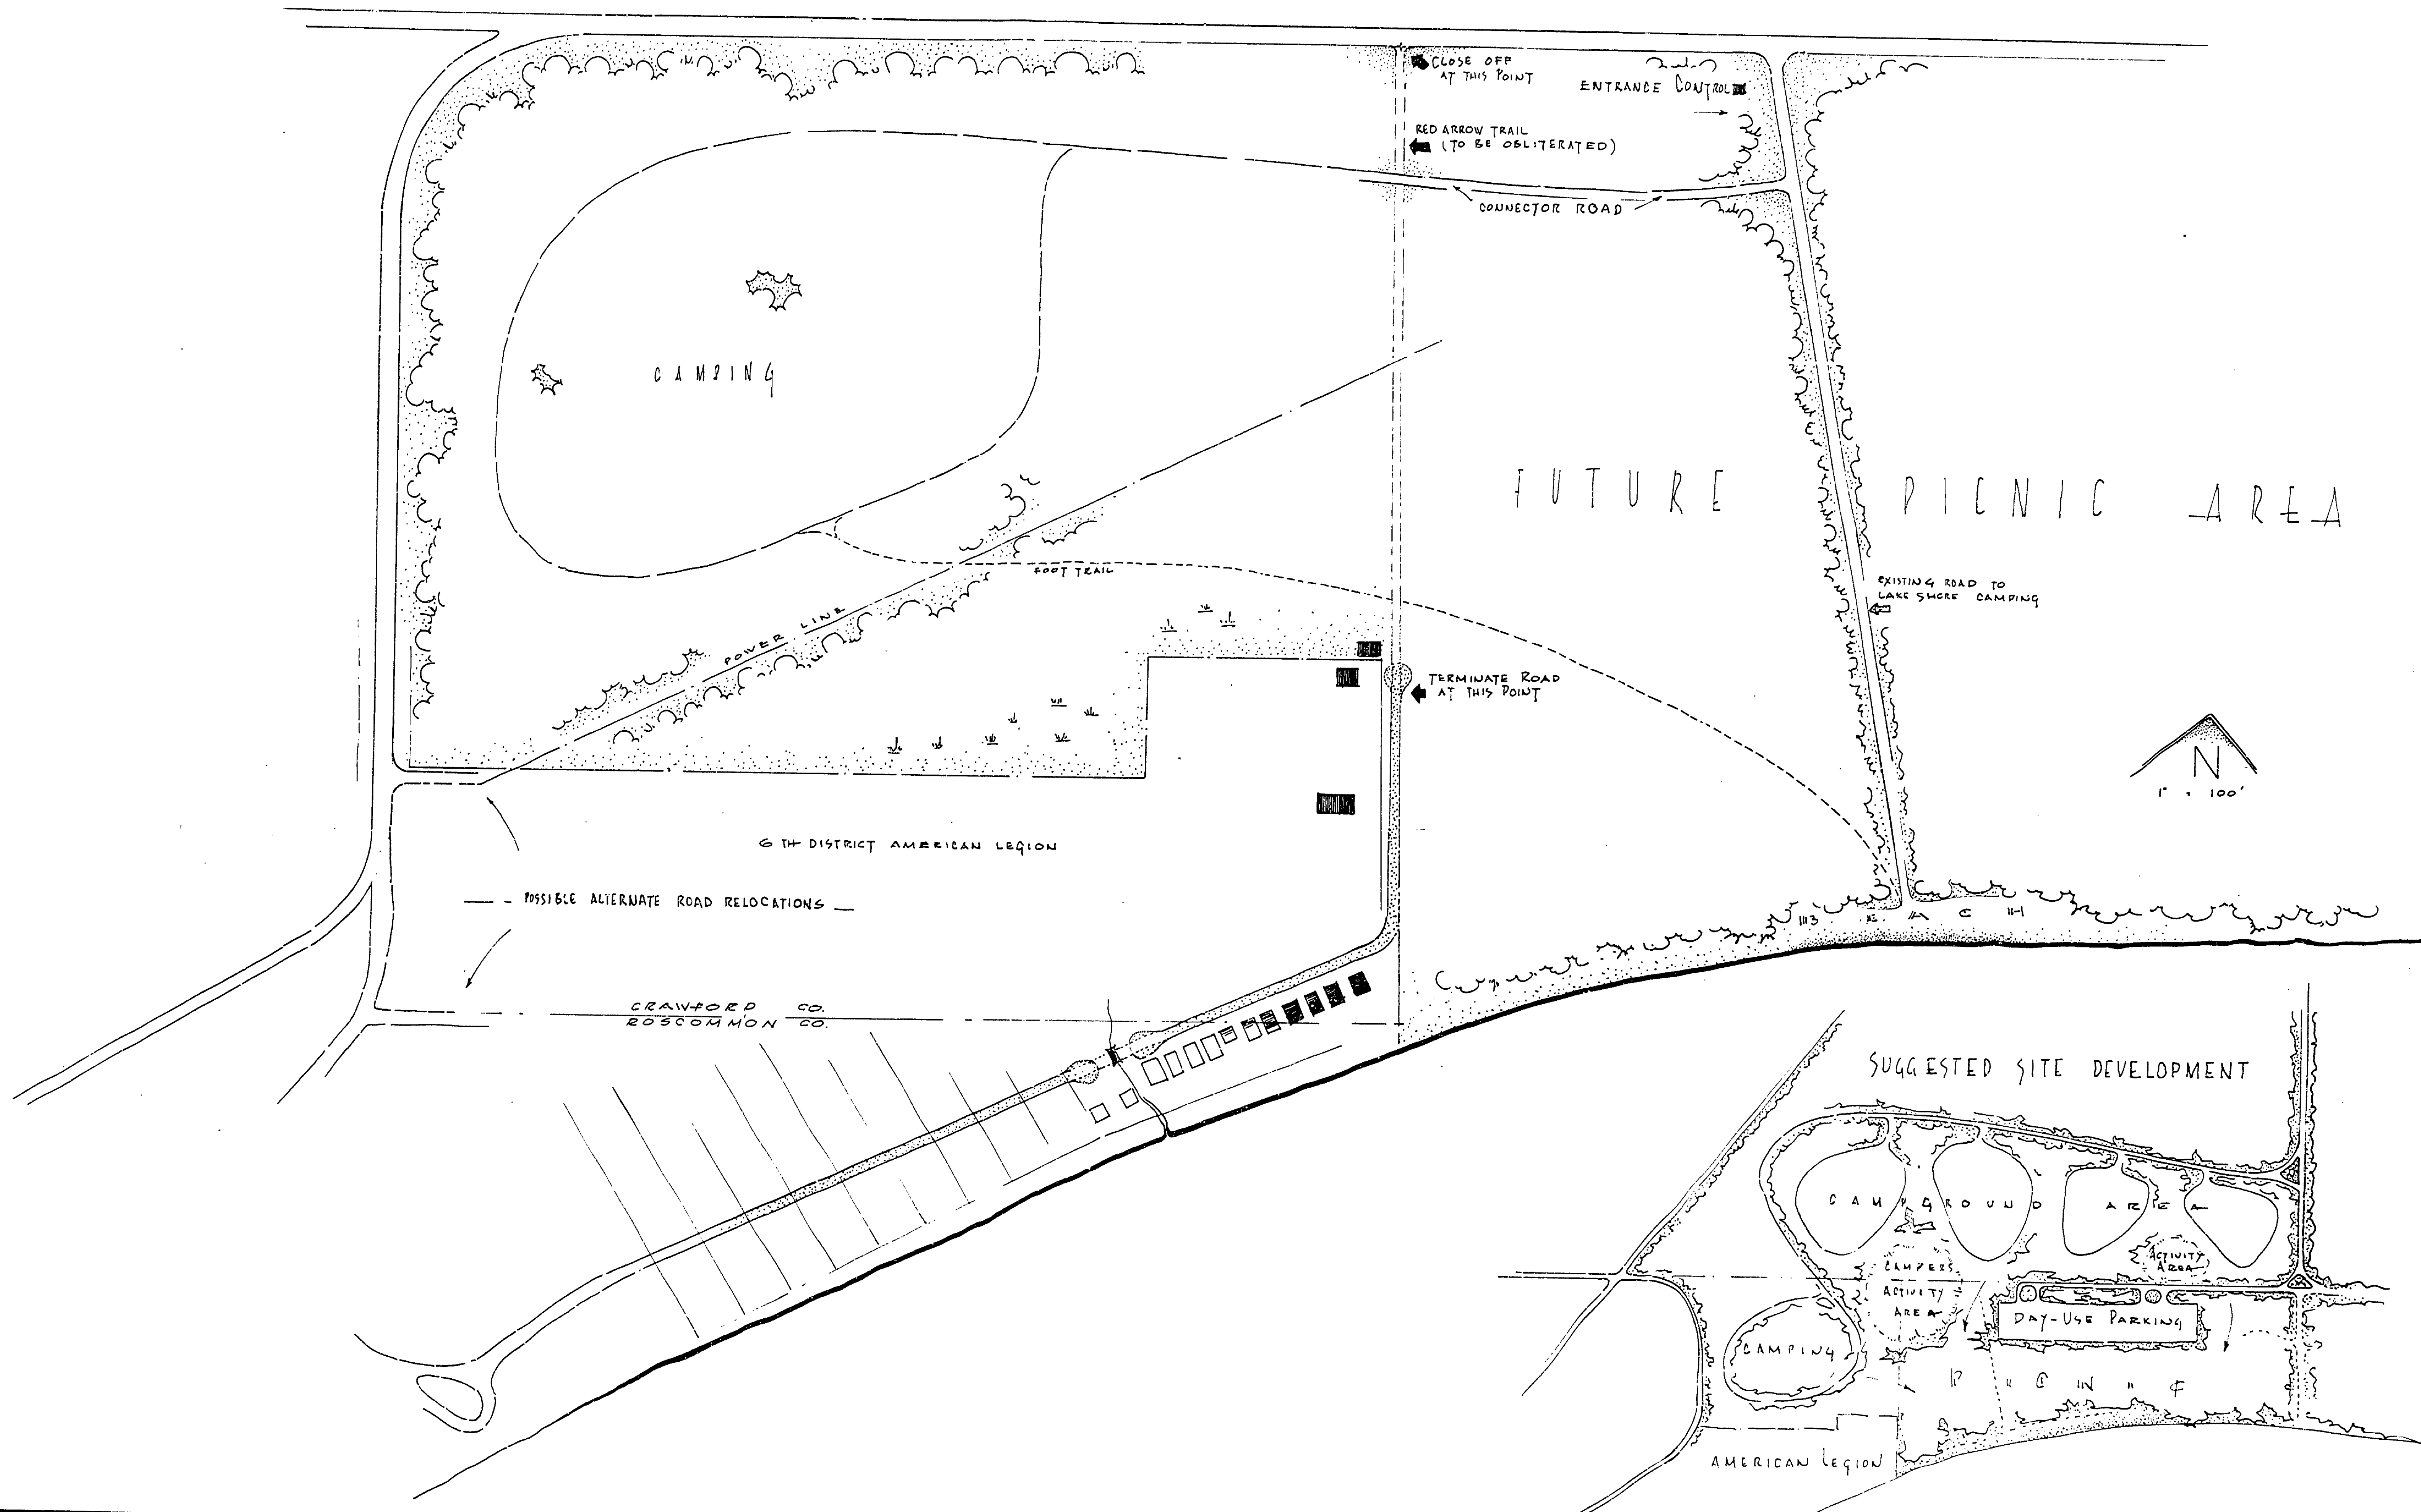 CLOSE OFF
AT THIS POINT
ENTRANCE CONTROL
RED ARROW TRAIL
(TO BE OBLITERATED)
CONNECTOR ROAD
CAMPING
FUTURE PICNIC AREA
FOOT TRAIL
EXISTING ROAD TO
LAKE SHORE CAMPING
POWER LINE
TERMINATE ROAD
AT THIS POINT
N
1" = 100'
6TH DISTRICT AMERICAN LEGION
POSSIBLE ALTERNATE ROAD RELOCATIONS
BEACH
CRAWFORD CO.
ROSCOMMON CO.
SUGGESTED SITE DEVELOPMENT
CAMPGROUND AREA
ACTIVITY
AREA
CAMPERS
ACTIVITY
AREA
DAY-USE PARKING
CAMPING
PICNIC
AMERICAN LEGION